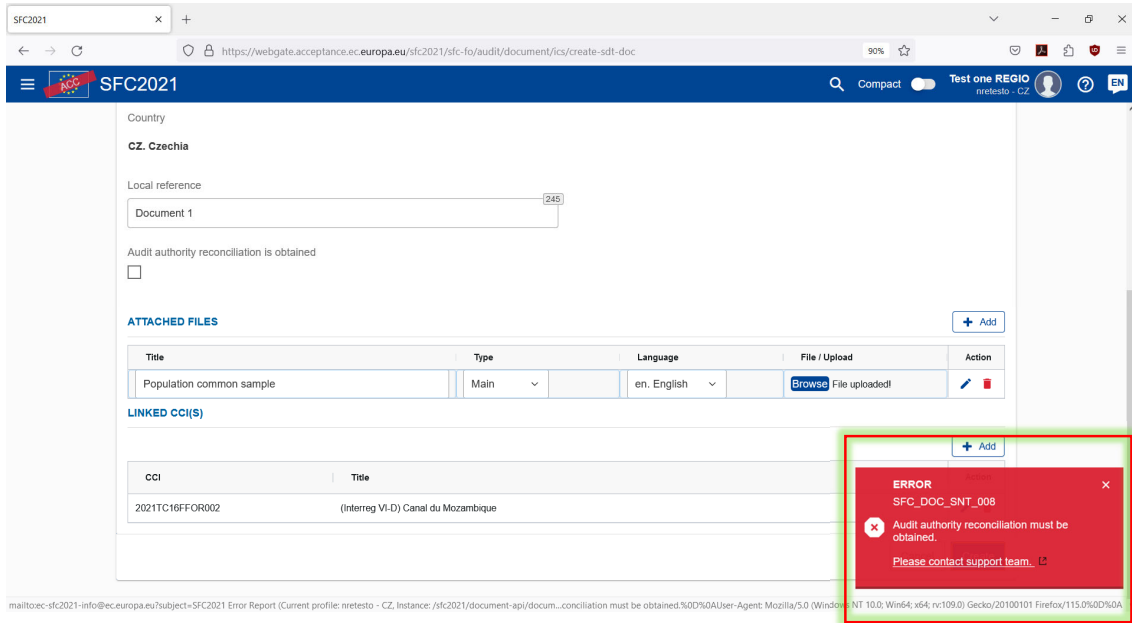 SFC2021
https://webgate.acceptance.ec.europa.eu/sfc2021/sfc-fo/audit/document/ics/create-sdt-doc
90%
ACC
SFC2021
Compact
Test one REGIO
nretesto - CZ
EN
Country
CZ. Czechia
Local reference
245
Document 1
Audit authority reconciliation is obtained
ATTACHED FILES
+ Add
Title Type Language File / Upload Action
Population common sample Main en. English Browse File uploaded!
LINKED CCI(S)
+ Add
CCI Title
2021TC16FFOR002 (Interreg VI-D) Canal du Mozambique
ERROR
SFC_DOC_SNT_008
Audit authority reconciliation must be
obtained.
Please contact support team.
mailto:ec-sfc2021-info@ec.europa.eu?subject=SFC2021 Error Report (Current profile: nretesto - CZ, Instance: /sfc2021/document-api/docum...conciliation must be obtained.%0D%0AUser-Agent: Mozilla/5.0 (Windows NT 10.0; Win64; x64; rv:109.0) Gecko/20100101 Firefox/115.0%0D%0A